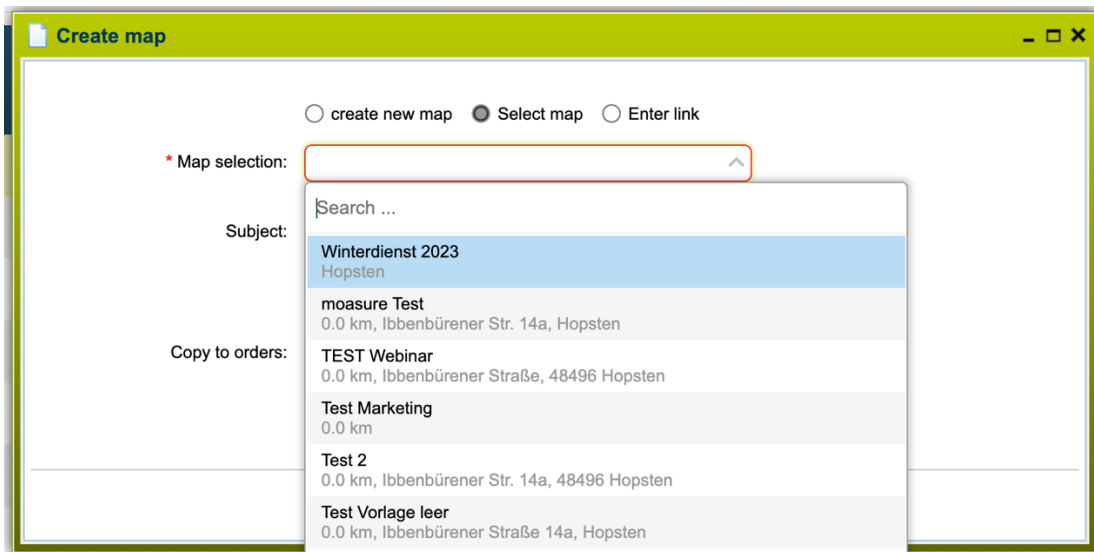 Create map
create new map Select map Enter link
* Map selection:
Search ...
Subject:
Winterdienst 2023
Hopsten
moasure Test
0.0 km, Ibbenbürener Str. 14a, Hopsten
Copy to orders:
TEST Webinar
0.0 km, Ibbenbürener Straße, 48496 Hopsten
Test Marketing
0.0 km
Test 2
0.0 km, Ibbenbürener Str. 14a, 48496 Hopsten
Test Vorlage leer
0.0 km, Ibbenbürener Straße 14a, Hopsten